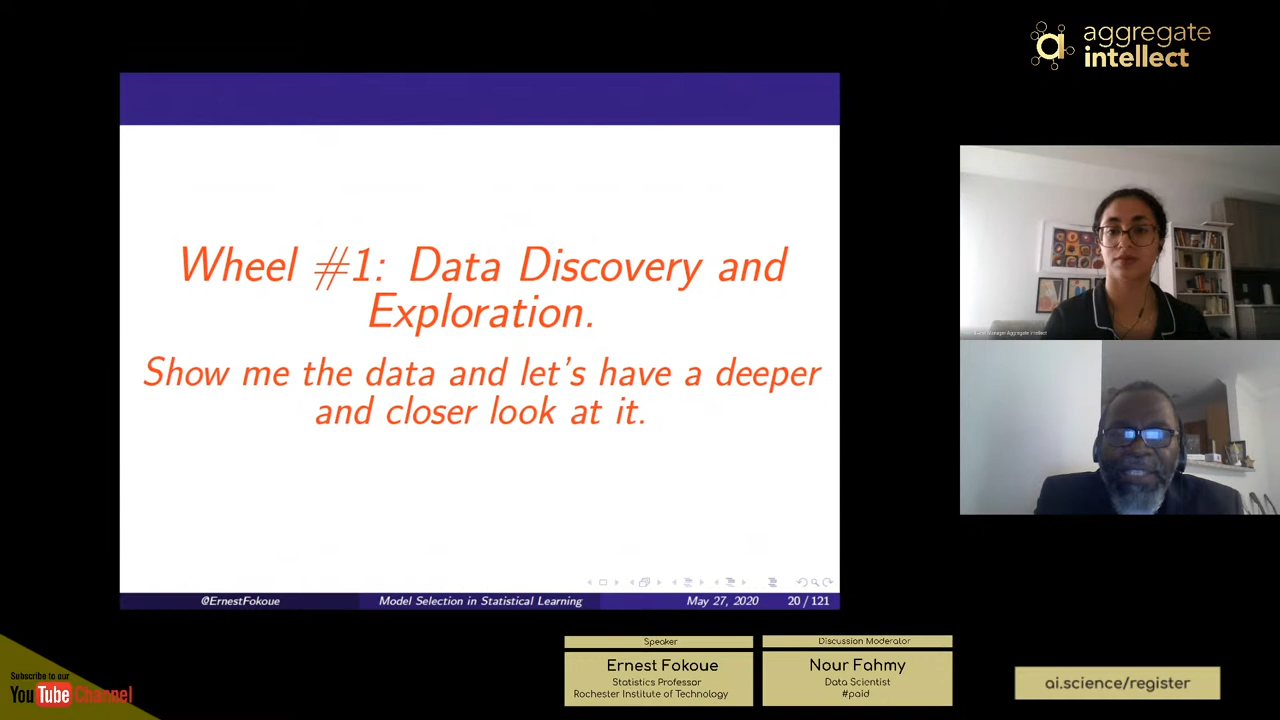 aggregate
intellect
Wheel #1: Data Discovery and
Exploration.
Show me the data and let's have a deeper
and closer look at it.
@ErnestFokoue Model Selection in Statistical Learning May 27, 2020 20 / 121
Speaker
Ernest Fokoue
Statistics Professor
Rochester Institute of Technology
Discussion Moderator
Nour Fahmy
Data Scientist
#paid
ai.science/register
Subscribe to our
YouTube Channel